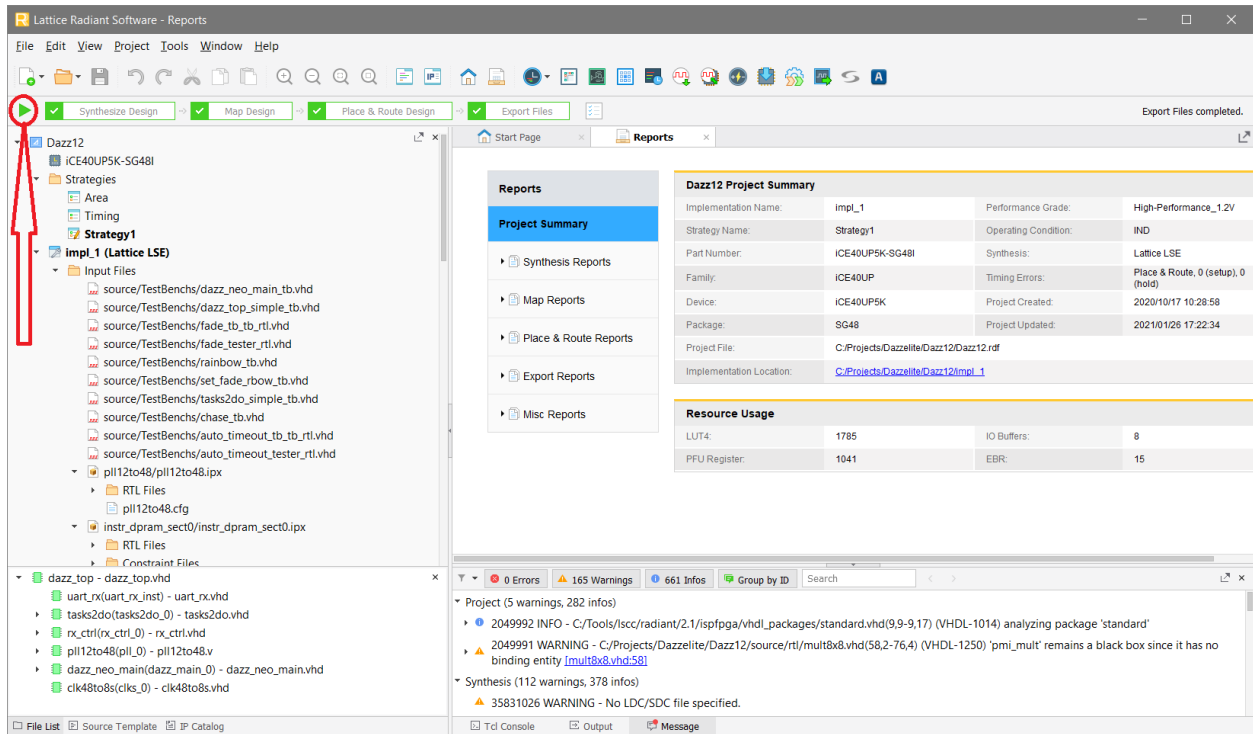 Lattice Radiant Software - Reports
File Edit View Project Tools Window Help
Synthesize Design Map Design Place & Route Design Export Files Export Files completed.
Dazz12
iCE40UP5K-SG48I
Strategies
Area
Timing
Strategy1
impl_1 (Lattice LSE)
Input Files
source/TestBenchs/dazz_neo_main_tb.vhd
source/TestBenchs/dazz_top_simple_tb.vhd
source/TestBenchs/fade_tb_tb_rtl.vhd
source/TestBenchs/fade_tester_rtl.vhd
source/TestBenchs/rainbow_tb.vhd
source/TestBenchs/set_fade_rbow_tb.vhd
source/TestBenchs/tasks2do_simple_tb.vhd
source/TestBenchs/chase_tb.vhd
source/TestBenchs/auto_timeout_tb_tb_rtl.vhd
source/TestBenchs/auto_timeout_tester_rtl.vhd
pll12to48/pll12to48.ipx
RTL Files
pll12to48.cfg
instr_dpram_sect0/instr_dpram_sect0.ipx
RTL Files
Constraint Files
dazz_top - dazz_top.vhd
uart_rx(uart_rx_inst) - uart_rx.vhd
tasks2do(tasks2do_0) - tasks2do.vhd
rx_ctrl(rx_ctrl_0) - rx_ctrl.vhd
pll12to48(pll_0) - pll12to48.v
dazz_neo_main(dazz_main_0) - dazz_neo_main.vhd
clk48to8s(clks_0) - clk48to8s.vhd
File List Source Template IP Catalog
Start Page Reports
Reports
Project Summary
Synthesis Reports
Map Reports
Place & Route Reports
Export Reports
Misc Reports
Dazz12 Project Summary
Implementation Name: impl_1 Performance Grade: High-Performance_1.2V
Strategy Name: Strategy1 Operating Condition: IND
Part Number: iCE40UP5K-SG48I Synthesis: Lattice LSE
Family: iCE40UP Timing Errors: Place & Route, 0 (setup), 0
(hold)
Device: iCE40UP5K Project Created: 2020/10/17 10:28:58
Package: SG48 Project Updated: 2021/01/26 17:22:34
Project File: C:/Projects/Dazzelite/Dazz12/Dazz12.rdf
Implementation Location: C:/Projects/Dazzelite/Dazz12/impl_1
Resource Usage
LUT4: 1785 IO Buffers: 8
PFU Register: 1041 EBR: 15
0 Errors 165 Warnings 661 Infos Group by ID Search
Project (5 warnings, 282 infos)
2049992 INFO - C:/Tools/lscc/radiant/2.1/ispfpga/vhdl_packages/standard.vhd(9,9-9,17) (VHDL-1014) analyzing package 'standard'
2049991 WARNING - C:/Projects/Dazzelite/Dazz12/source/rtl/mult8x8.vhd(58,2-76,4) (VHDL-1250) 'pmi_mult' remains a black box since it has no
binding entity [mult8x8.vhd:58]
Synthesis (112 warnings, 378 infos)
35831026 WARNING - No LDC/SDC file specified.
Tcl Console Output Message